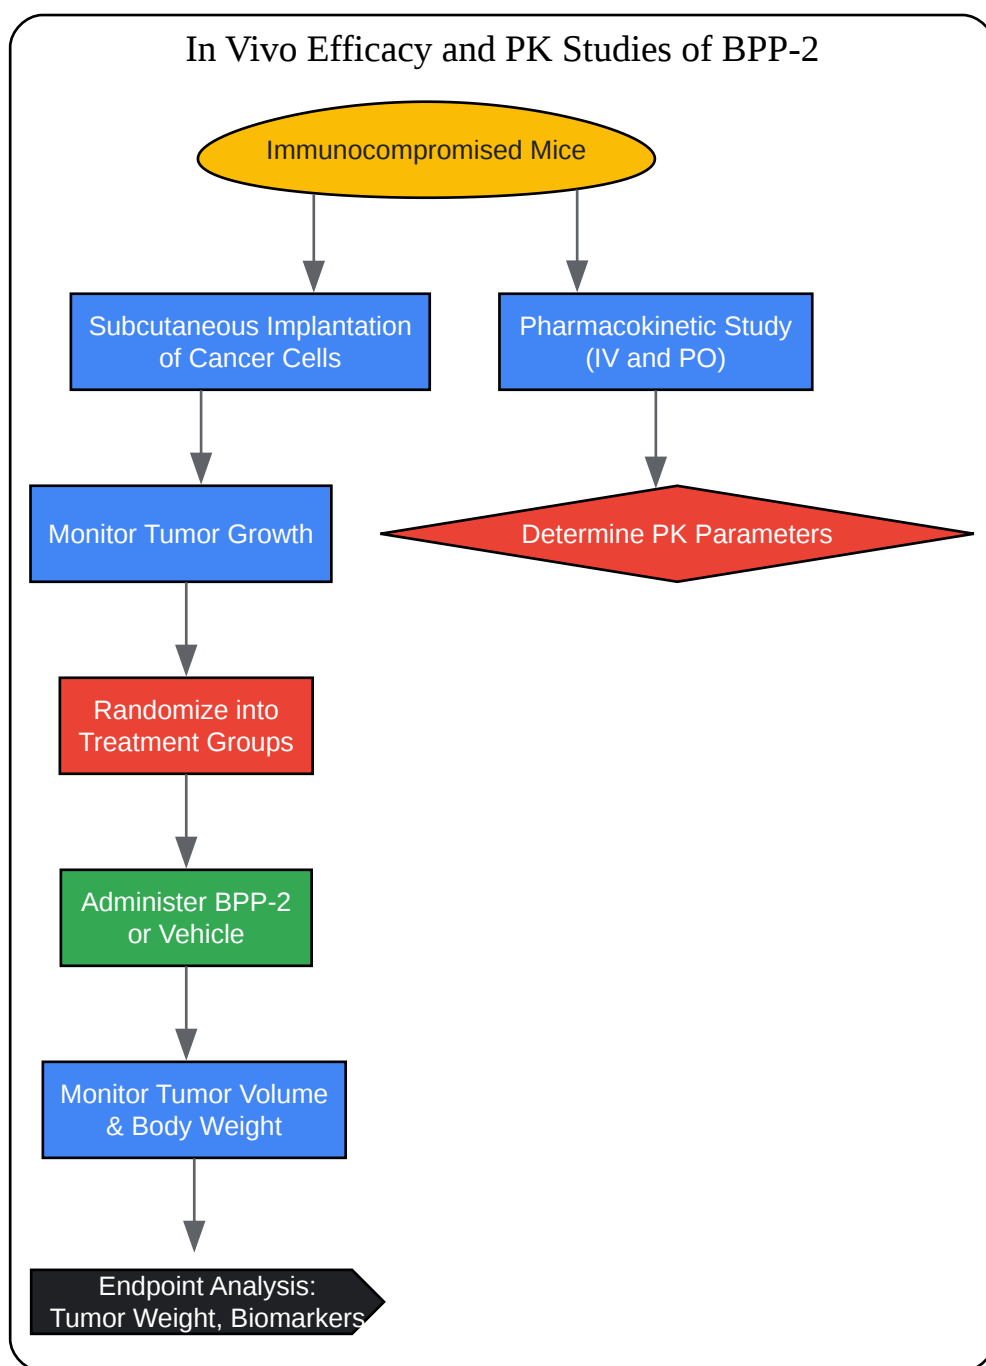 In Vivo Efficacy and PK Studies of BPP-2
Immunocompromised Mice
Subcutaneous Implantation
of Cancer Cells
Pharmacokinetic Study
(IV and PO)
Monitor Tumor Growth
Determine PK Parameters
Randomize into
Treatment Groups
Administer BPP-2
or Vehicle
Monitor Tumor Volume
& Body Weight
Endpoint Analysis:
Tumor Weight, Biomarkers